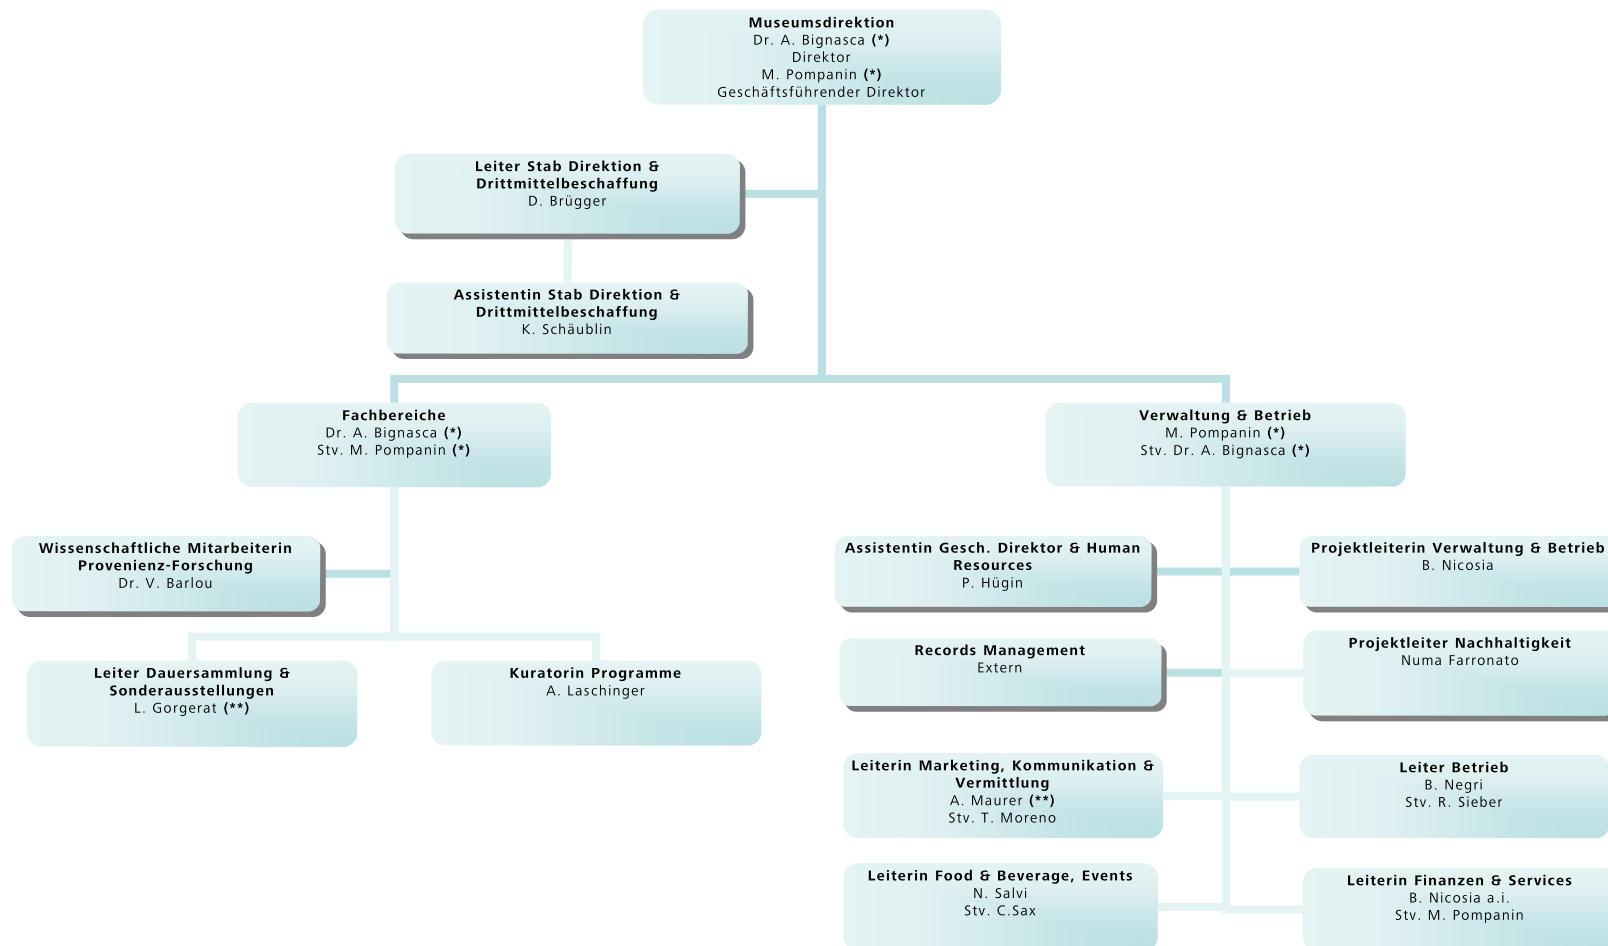 Museumsdirektion
Dr. A. Bignasca (*)
Direktor
M. Pompanin (*)
Geschäftsführender Direktor
Leiter Stab Direktion &
Drittmittelbeschaffung
D. Brügger
Assistentin Stab Direktion &
Drittmittelbeschaffung
K. Schäublin
Fachbereiche
Dr. A. Bignasca (*)
Stv. M. Pompanin (*)
Verwaltung & Betrieb
M. Pompanin (*)
Stv. Dr. A. Bignasca (*)
Wissenschaftliche Mitarbeiterin
Provenienz-Forschung
Dr. V. Barlou
Assistentin Gesch. Direktor & Human
Resources
P. Hügin
Projektleiterin Verwaltung & Betrieb
B. Nicosia
Leiter Dauersammlung &
Sonderausstellungen
L. Gorgerat (**)
Kuratorin Programme
A. Laschinger
Records Management
Extern
Projektleiter Nachhaltigkeit
Numa Farronato
Leiterin Marketing, Kommunikation &
Vermittlung
A. Maurer (**)
Stv. T. Moreno
Leiter Betrieb
B. Negri
Stv. R. Sieber
Leiterin Food & Beverage, Events
N. Salvi
Stv. C.Sax
Leiterin Finanzen & Services
B. Nicosia a.i.
Stv. M. Pompanin